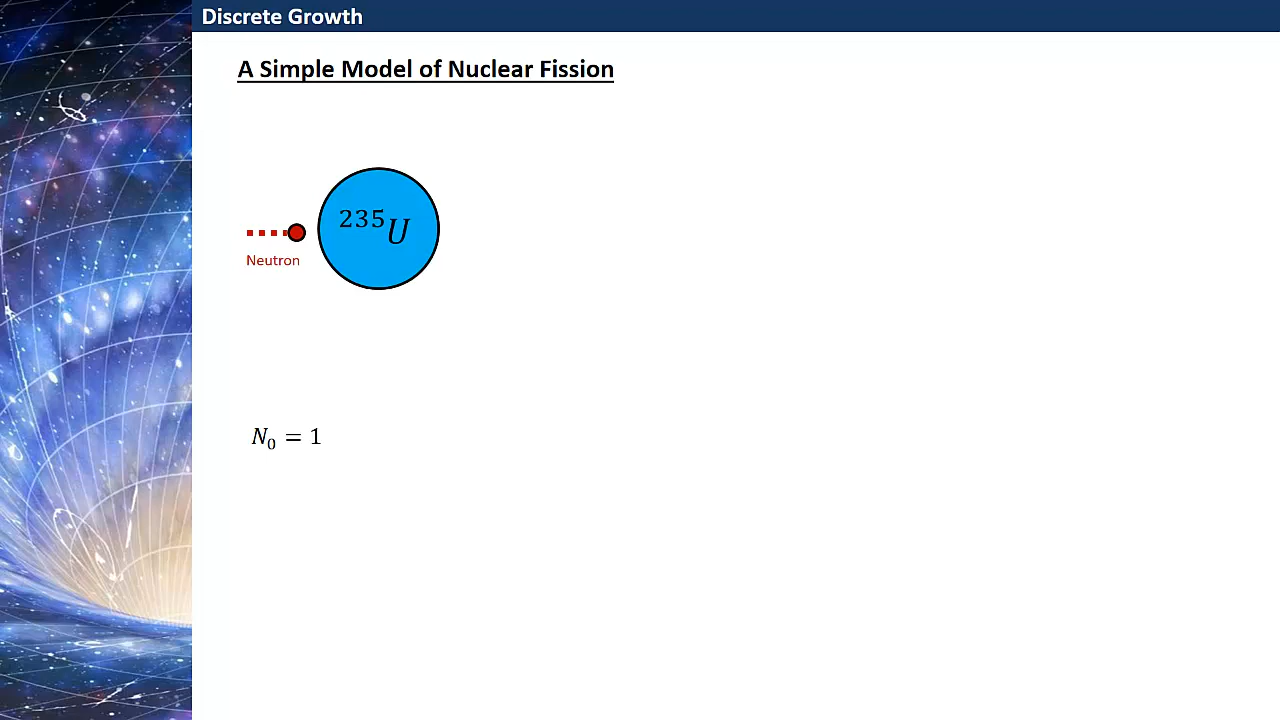 Discrete Growth
A Simple Model of Nuclear Fission
²³⁵U
Neutron
N₀ = 1